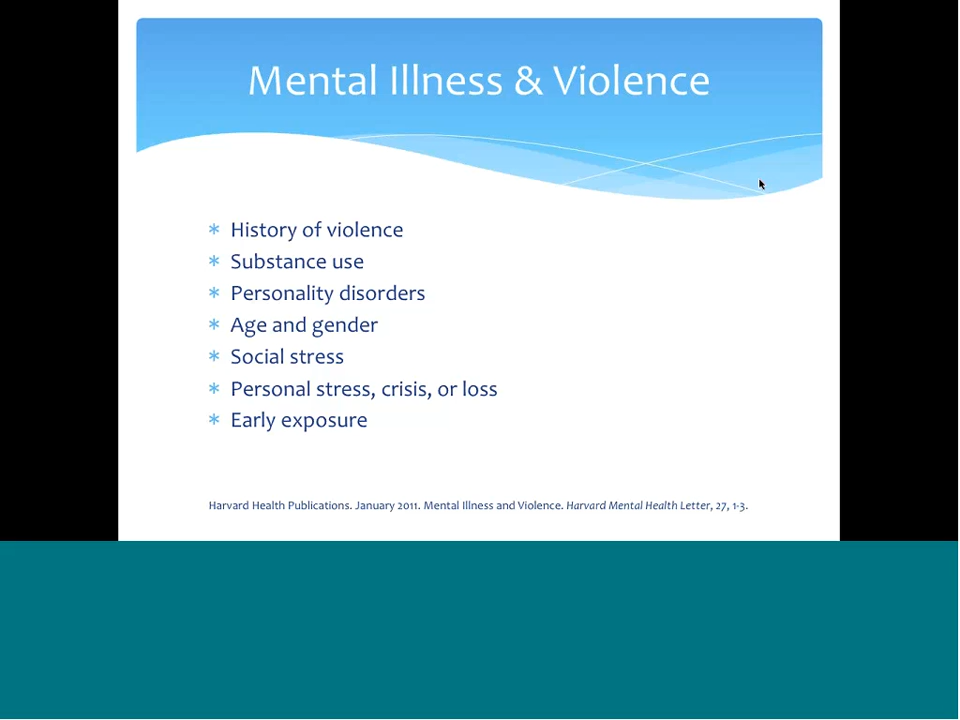 Mental Illness & Violence
* History of violence
* Substance use
* Personality disorders
* Age and gender
* Social stress
* Personal stress, crisis, or loss
* Early exposure
Harvard Health Publications. January 2011. Mental Illness and Violence. Harvard Mental Health Letter, 27, 1-3.